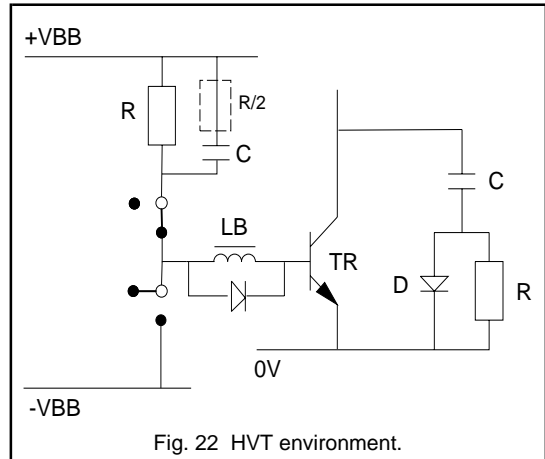 +VBB
R
R/2
C
LB
TR
C
D
R
0V
-VBB
Fig. 22 HVT environment.